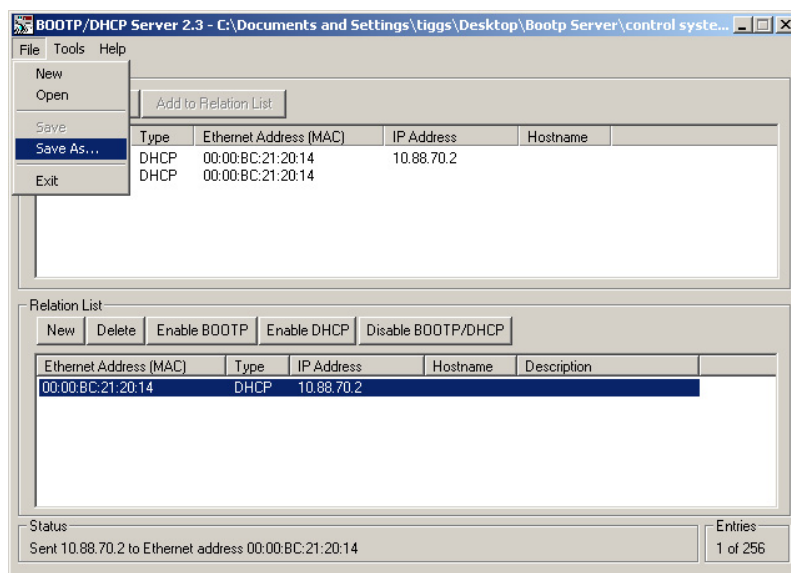 BOOTP/DHCP Server 2.3 - C:\Documents and Settings\tiggs\Desktop\Bootp Server\control syste...
File Tools Help
New
Open
Save
Save As...
Exit
Add to Relation List
Type Ethernet Address (MAC) IP Address Hostname
DHCP 00:00:BC:21:20:14 10.88.70.2
DHCP 00:00:BC:21:20:14
Relation List
New Delete Enable BOOTP Enable DHCP Disable BOOTP/DHCP
Ethernet Address (MAC) Type IP Address Hostname Description
00:00:BC:21:20:14 DHCP 10.88.70.2
Status
Sent 10.88.70.2 to Ethernet address 00:00:BC:21:20:14
Entries
1 of 256